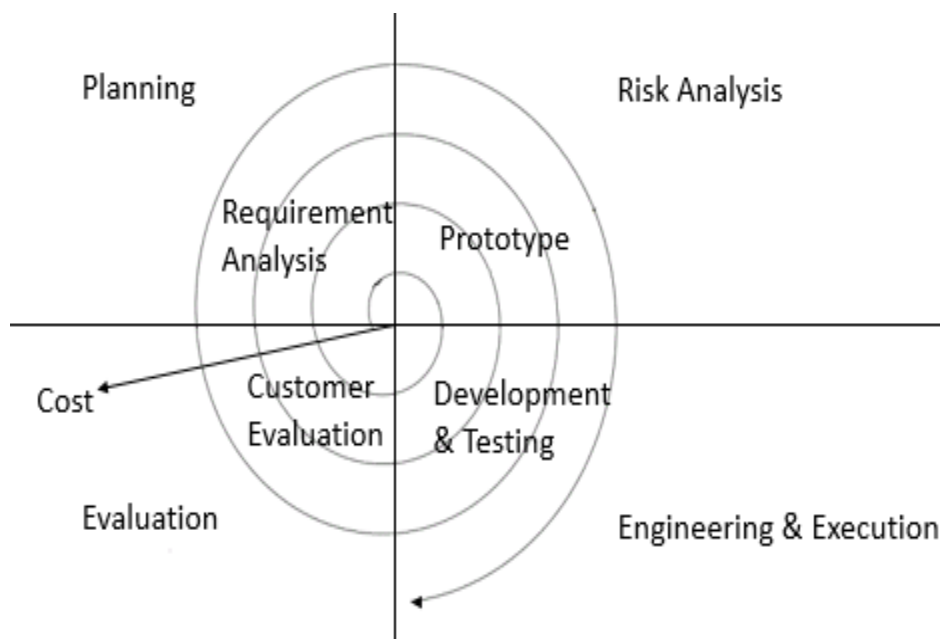 Planning
Risk Analysis
Requirement
Analysis
Prototype
Cost
Customer
Evaluation
Development
& Testing
Evaluation
Engineering & Execution